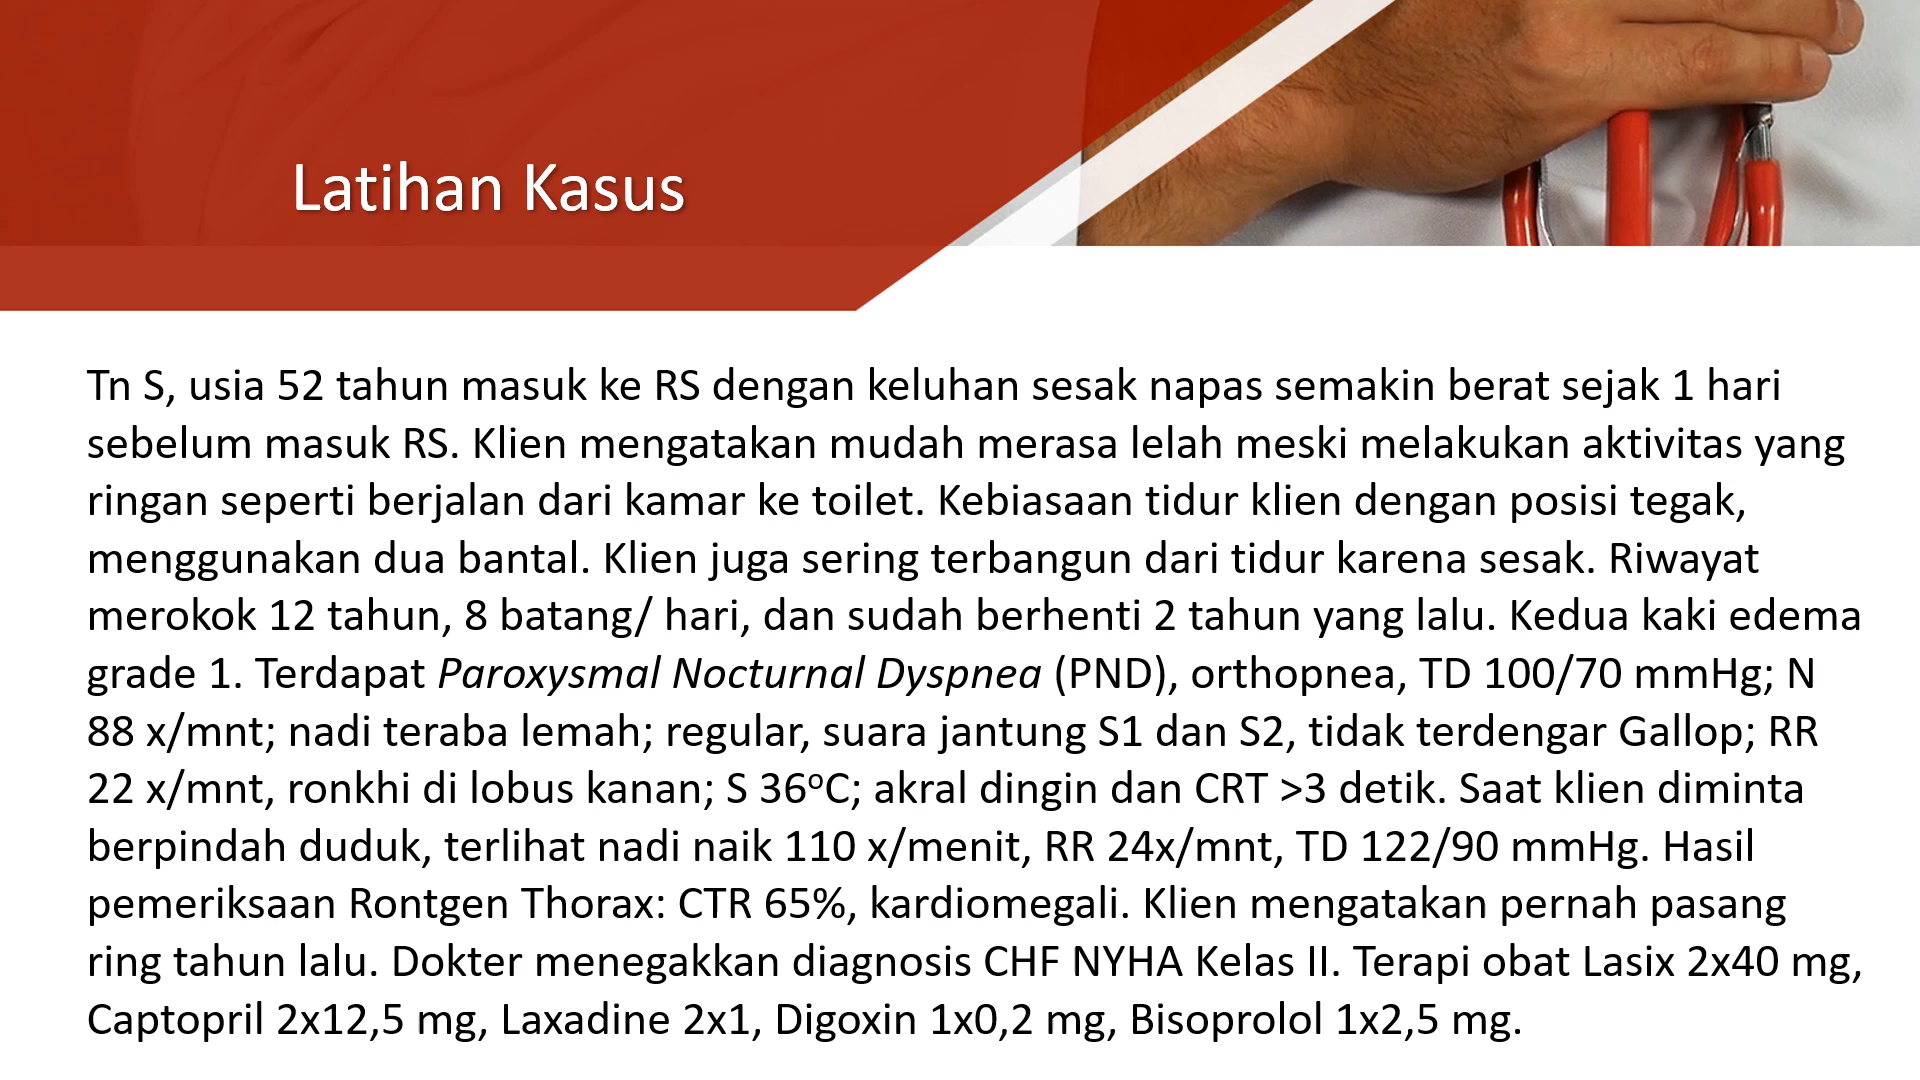 Latihan Kasus
Tn S, usia 52 tahun masuk ke RS dengan keluhan sesak napas semakin berat sejak 1 hari
sebelum masuk RS. Klien mengatakan mudah merasa lelah meski melakukan aktivitas yang
ringan seperti berjalan dari kamar ke toilet. Kebiasaan tidur klien dengan posisi tegak,
menggunakan dua bantal. Klien juga sering terbangun dari tidur karena sesak. Riwayat
merokok 12 tahun, 8 batang/ hari, dan sudah berhenti 2 tahun yang lalu. Kedua kaki edema
grade 1. Terdapat Paroxysmal Nocturnal Dyspnea (PND), orthopnea, TD 100/70 mmHg; N
88 x/mnt; nadi teraba lemah; regular, suara jantung S1 dan S2, tidak terdengar Gallop; RR
22 x/mnt, ronkhi di lobus kanan; S 36ᵒC; akral dingin dan CRT >3 detik. Saat klien diminta
berpindah duduk, terlihat nadi naik 110 x/menit, RR 24x/mnt, TD 122/90 mmHg. Hasil
pemeriksaan Rontgen Thorax: CTR 65%, kardiomegali. Klien mengatakan pernah pasang
ring tahun lalu. Dokter menegakkan diagnosis CHF NYHA Kelas II. Terapi obat Lasix 2x40 mg,
Captopril 2x12,5 mg, Laxadine 2x1, Digoxin 1x0,2 mg, Bisoprolol 1x2,5 mg.